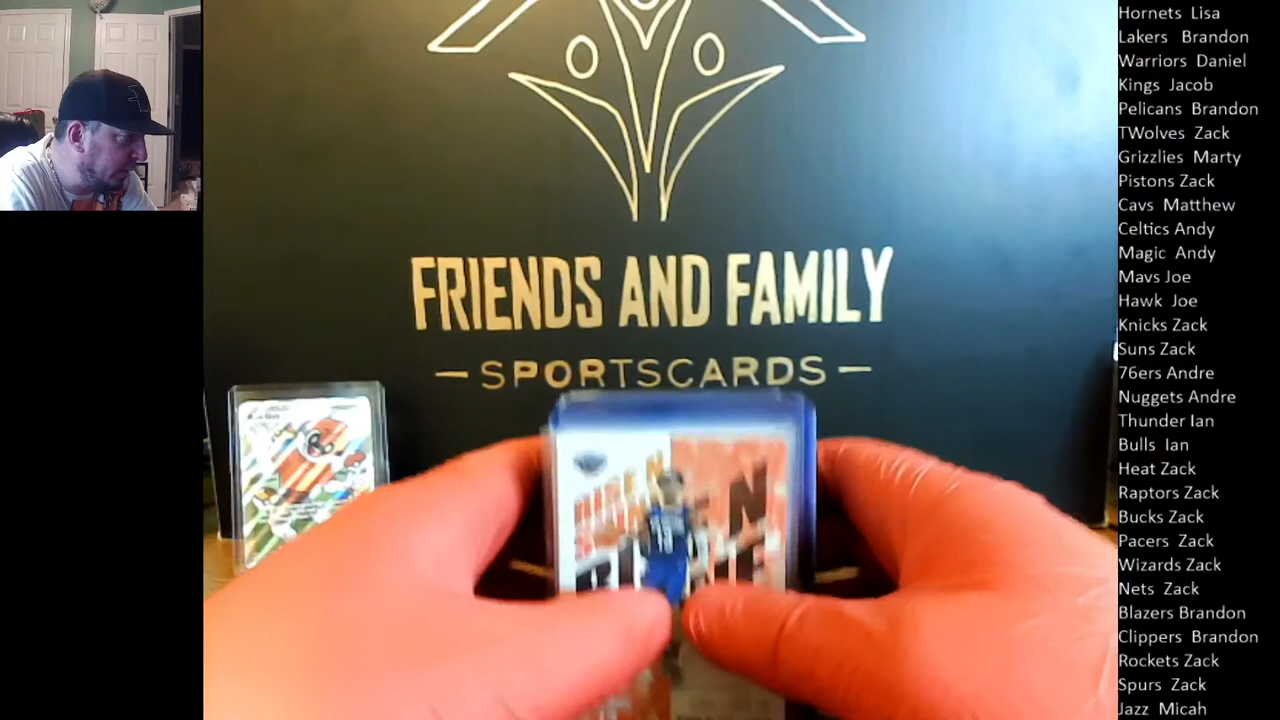 FRIENDS AND FAMILY
SPORTSCARDS
Hornets Lisa
Lakers Brandon
Warriors Daniel
Kings Jacob
Pelicans Brandon
TWolves Zack
Grizzlies Marty
Pistons Zack
Cavs Matthew
Celtics Andy
Magic Andy
Mavs Joe
Hawk Joe
Knicks Zack
Suns Zack
76ers Andre
Nuggets Andre
Thunder Ian
Bulls Ian
Heat Zack
Raptors Zack
Bucks Zack
Pacers Zack
Wizards Zack
Nets Zack
Blazers Brandon
Clippers Brandon
Rockets Zack
Spurs Zack
Jazz Micah